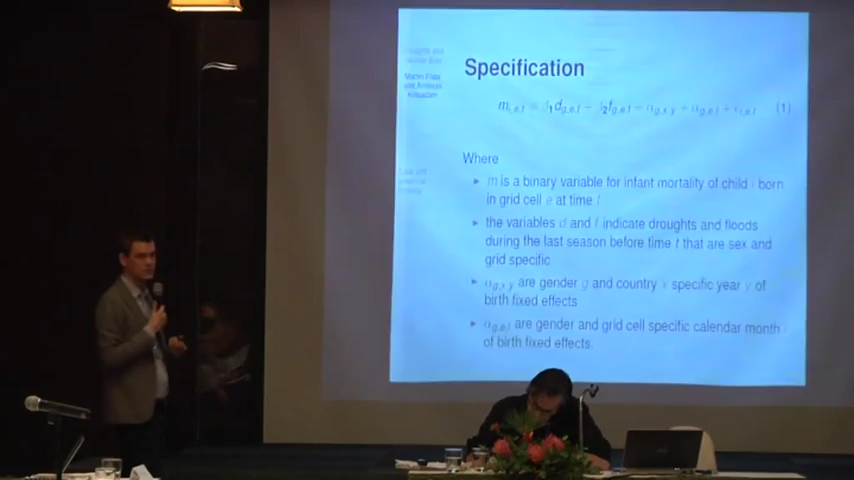 Specification
(1)
Where
▸ m is a binary variable for infant mortality of child i born
in grid cell e at time t
▸ the variables d and f indicate droughts and floods
during the last season before time t that are sex and
grid specific
▸ α_{g,x,y} are gender g and country x specific year y of
birth fixed effects
▸ α_{g,e,t} are gender and grid cell specific calendar month
of birth fixed effects.